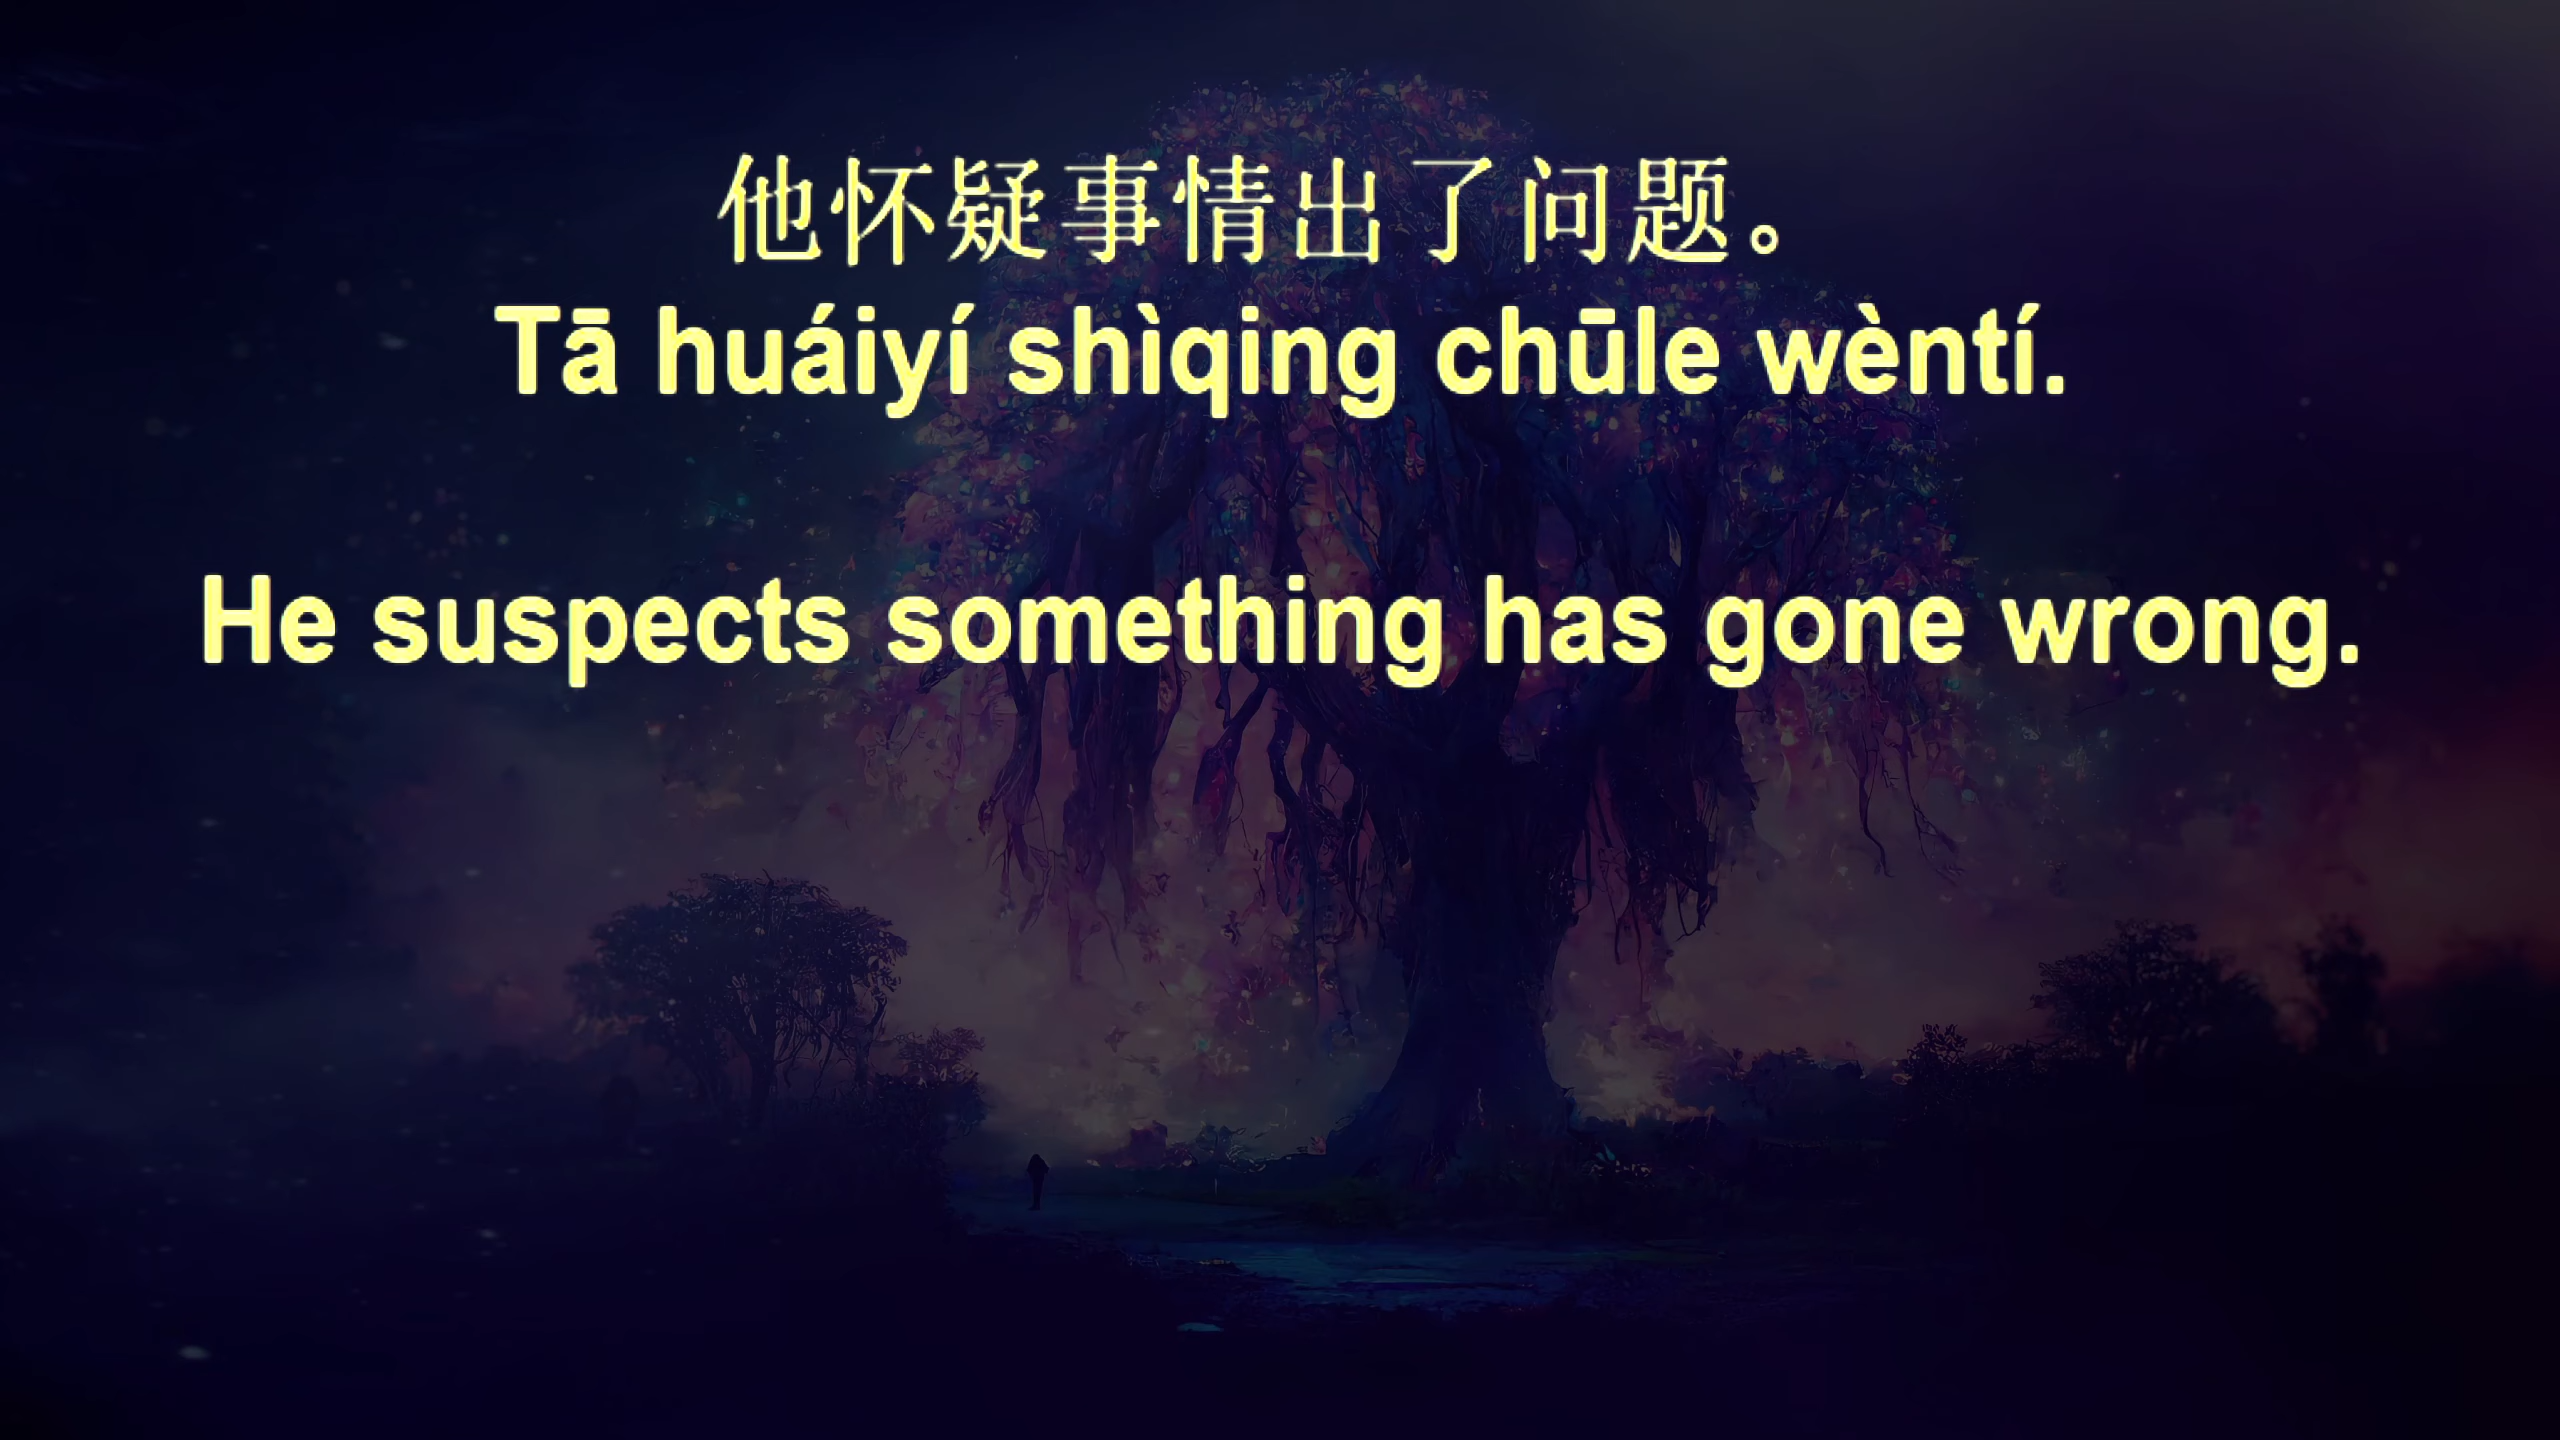 他怀疑事情出了问题。
Tā huáiyí shìqing chūle wèntí.
He suspects something has gone wrong.